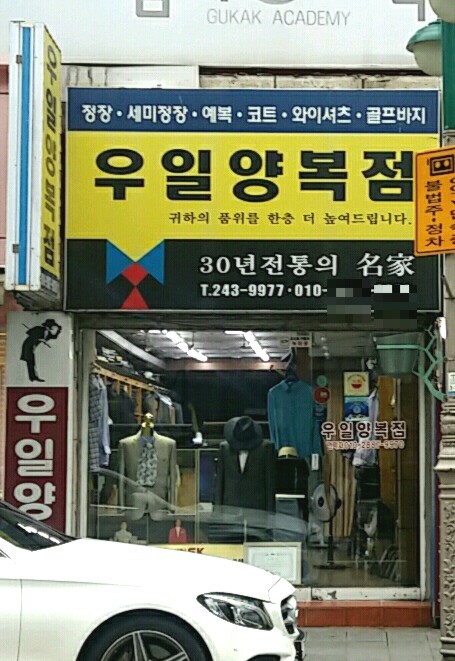 GUKAK ACADEMY
정장·세미정장·예복·코트·와이셔츠·골프바지
우일양복점
귀하의 품위를 한층 더 높여드립니다.
30년전통의 名家
T.243-9977·010-
우일양복점
우일양
우일양복점
불법주·정차